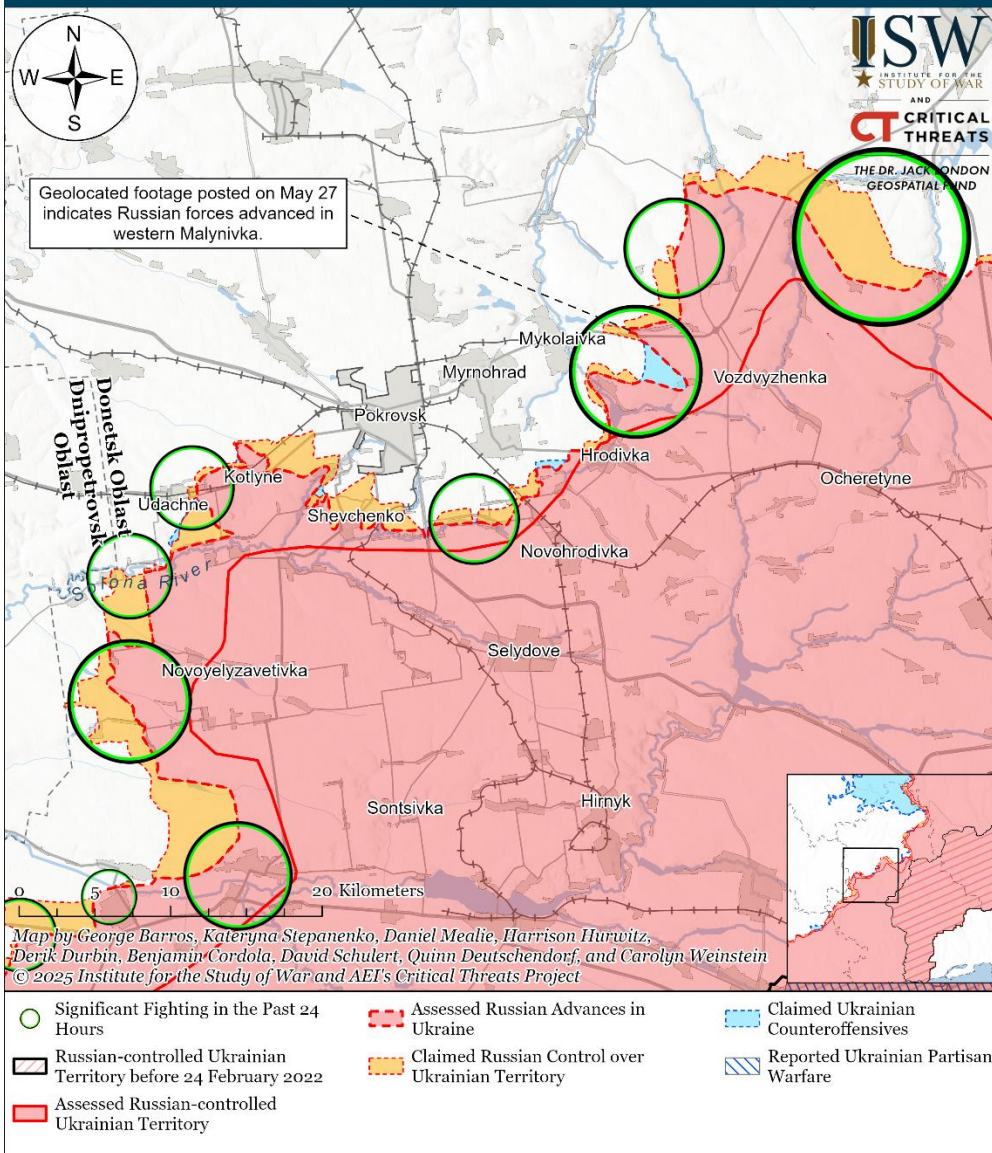 N
W E
S
ISW
INSTITUTE FOR THE
STUDY OF WAR
AND
CT CRITICAL
THREATS
THE DR. JACK LONDON
GEOSPATIAL FUND
Geolocated footage posted on May 27
indicates Russian forces advanced in
western Malynivka.
Mykolaivka
Myrnohrad
Vozdvyzhenka
Pokrovsk
Donetsk Oblast
Dnipropetrovsk
Oblast
Hrodivka
Kotlyne
Ocheretyne
Udachne
Shevchenko
Novohrodivka
Solona River
Selydove
Novoyelyzavetivka
Sontsivka
Hirnyk
0 5 10 20 Kilometers
Map by George Barros, Kateryna Stepanenko, Daniel Mealie, Harrison Hurwitz,
Derik Durbin, Benjamin Cordola, David Schulert, Quinn Deutschendorf, and Carolyn Weinstein
© 2025 Institute for the Study of War and AEI's Critical Threats Project
Significant Fighting in the Past 24
Hours
Russian-controlled Ukrainian
Territory before 24 February 2022
Assessed Russian-controlled
Ukrainian Territory
Assessed Russian Advances in
Ukraine
Claimed Russian Control over
Ukrainian Territory
Claimed Ukrainian
Counteroffensives
Reported Ukrainian Partisan
Warfare